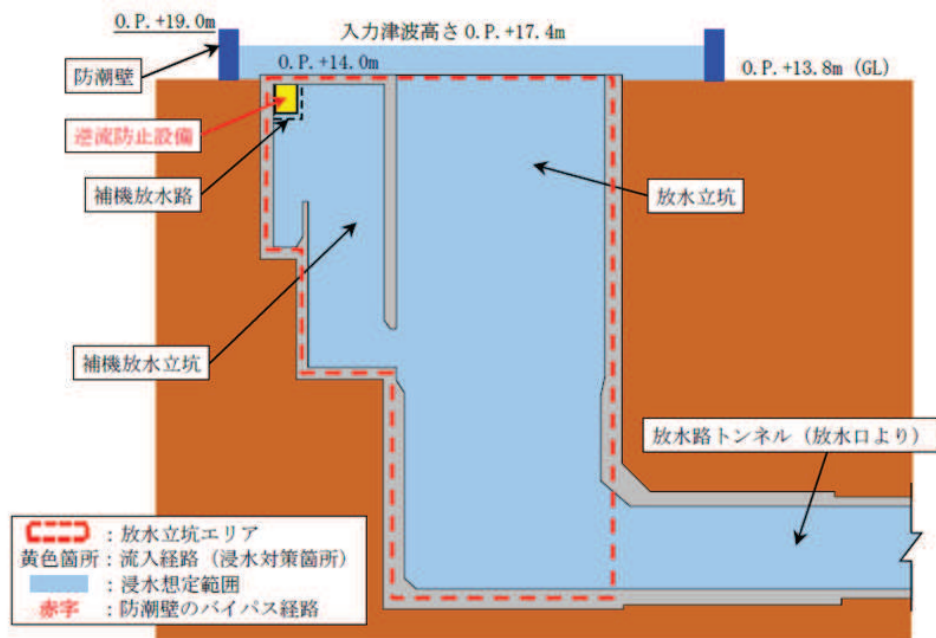 O.P.+19.0m
入力津波高さO.P.+17.4m
防潮壁
O.P.+14.0m
O.P.+13.8m (GL)
逆流防止設備
補機放水路
放水立坑
補機放水立坑
放水路トンネル（放水口より）
：放水立坑エリア
黄色箇所：流入経路（浸水対策箇所）
：浸水想定範囲
赤字：防潮壁のバイパス経路